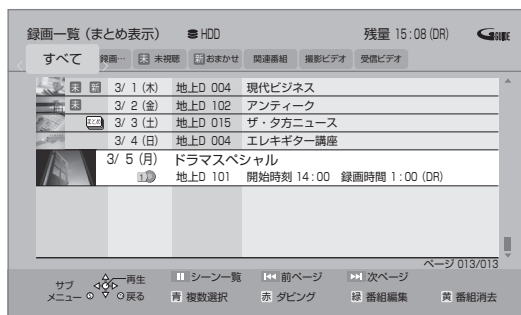 録画一覧（まとめ表示） HDD 残量 15:08 (DR) G GUIDE
すべて 録画… 未 未視聴 新 おまかせ 関連番組 撮影ビデオ 受信ビデオ
未 新 3/ 1 (木) 地上D 004 現代ビジネス
未 3/ 2 (金) 地上D 102 アンティーク
まとめ 3/ 3 (土) 地上D 015 ザ・夕方ニュース
3/ 4 (日) 地上D 004 エレキギター講座
3/ 5 (月) ドラマスペシャル
1 地上D 101 開始時刻 14:00 録画時間 1:00 (DR)
ページ 013/013
サブメニュー 再生 戻る シーン一覧 前ページ 次ページ
青 複数選択 赤 ダビング 緑 番組編集 黄 番組消去